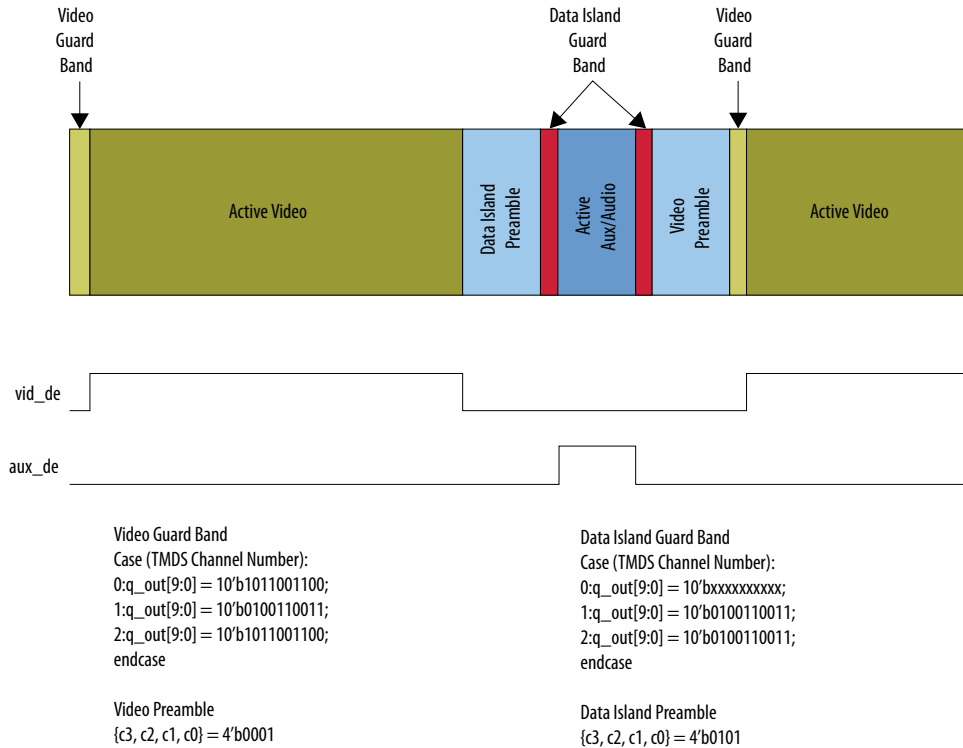 Video
Guard
Band
Data Island
Guard
Band
Video
Guard
Band
Active Video
Data Island
Preamble
Active
Aux/Audio
Video
Preamble
Active Video
vid_de
aux_de
Video Guard Band
Case (TMDS Channel Number):
0:q_out[9:0] = 10'b1011001100;
1:q_out[9:0] = 10'b0100110011;
2:q_out[9:0] = 10'b1011001100;
endcase
Video Preamble
{c3, c2, c1, c0} = 4'b0001
Data Island Guard Band
Case (TMDS Channel Number):
0:q_out[9:0] = 10'bxxxxxxxxxx;
1:q_out[9:0] = 10'b0100110011;
2:q_out[9:0] = 10'b0100110011;
endcase
Data Island Preamble
{c3, c2, c1, c0} = 4'b0101